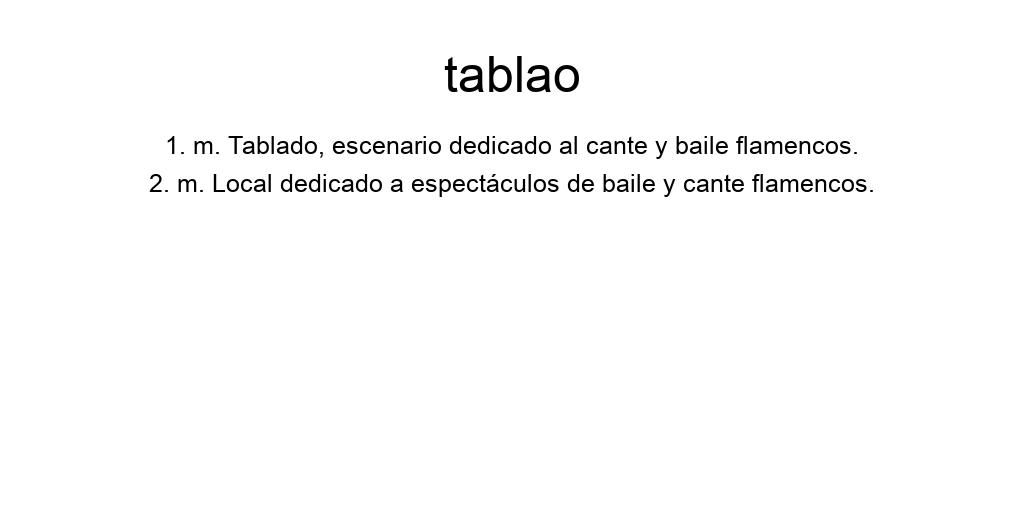 tablao
1. m. Tablado, escenario dedicado al cante y baile flamencos.
2. m. Local dedicado a espectáculos de baile y cante flamencos.